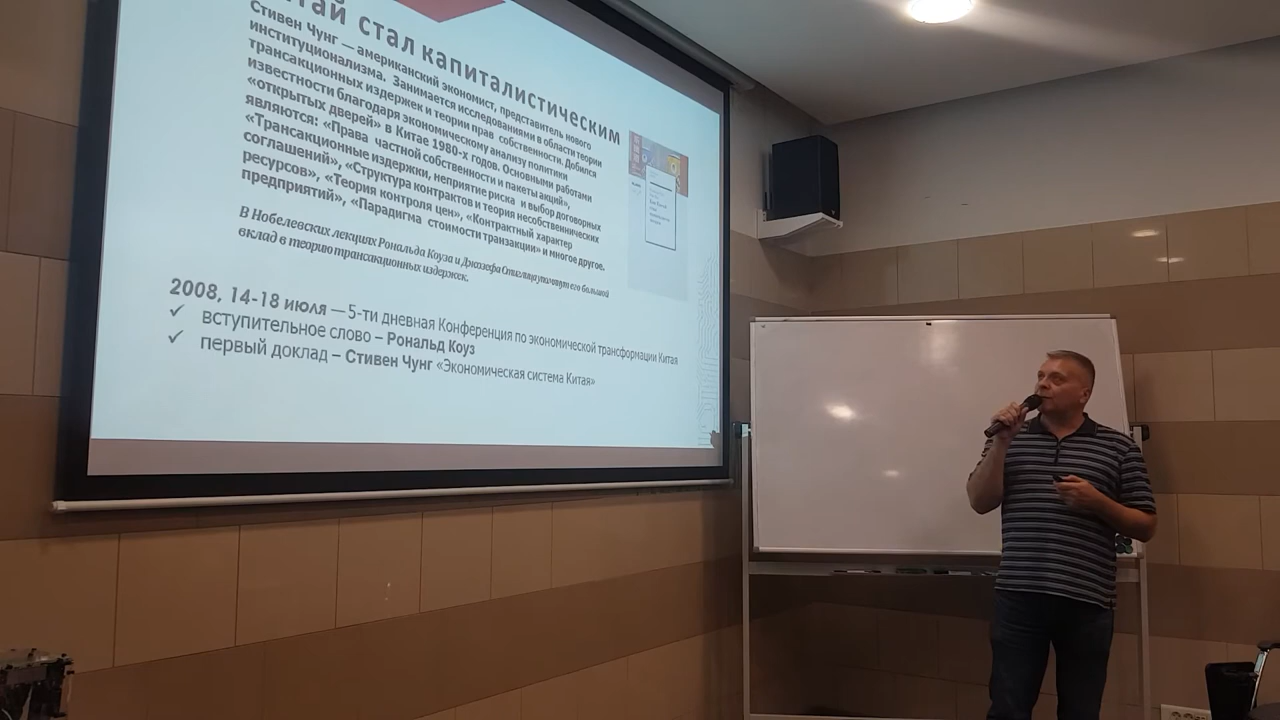 тай стал капиталистическим
Стивен Чунг — американский экономист, представитель нового
институционализма. Занимается исследованиями в области теории
трансакционных издержек и теории прав собственности. Добился
известности благодаря экономическому анализу политики
«открытых дверей» в Китае 1980-х годов. Основными работами
являются: «Права частной собственности и пакеты акций»,
«Трансакционные издержки, неприятие риска и выбор договорных
соглашений», «Структура контрактов и теория несобственнических
ресурсов», «Теория контроля цен», «Контрактный характер
предприятий», «Парадигма стоимости транзакции» и многое другое.
В Нобелевских лекциях Рональда Коуза и Джозефа Стиглица упомянут его большой
вклад в теорию трансакционных издержек.
2008, 14-18 июля — 5-ти дневная Конференция по экономической трансформации Китая
✓ вступительное слово – Рональд Коуз
✓ первый доклад – Стивен Чунг «Экономическая система Китая»